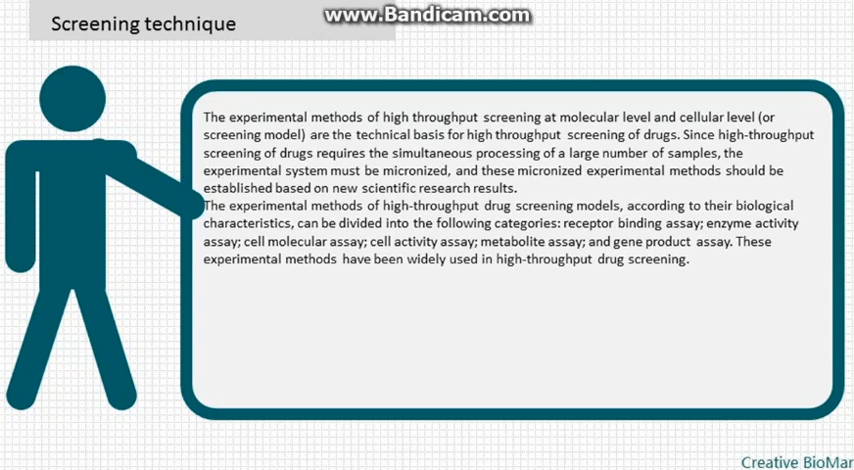 www.Bandicam.com
Screening technique
The experimental methods of high throughput screening at molecular level and cellular level (or
screening model) are the technical basis for high throughput screening of drugs. Since high-throughput
screening of drugs requires the simultaneous processing of a large number of samples, the
experimental system must be micronized, and these micronized experimental methods should be
established based on new scientific research results.
The experimental methods of high-throughput drug screening models, according to their biological
characteristics, can be divided into the following categories: receptor binding assay; enzyme activity
assay; cell molecular assay; cell activity assay; metabolite assay; and gene product assay. These
experimental methods have been widely used in high-throughput drug screening.
Creative BioMar